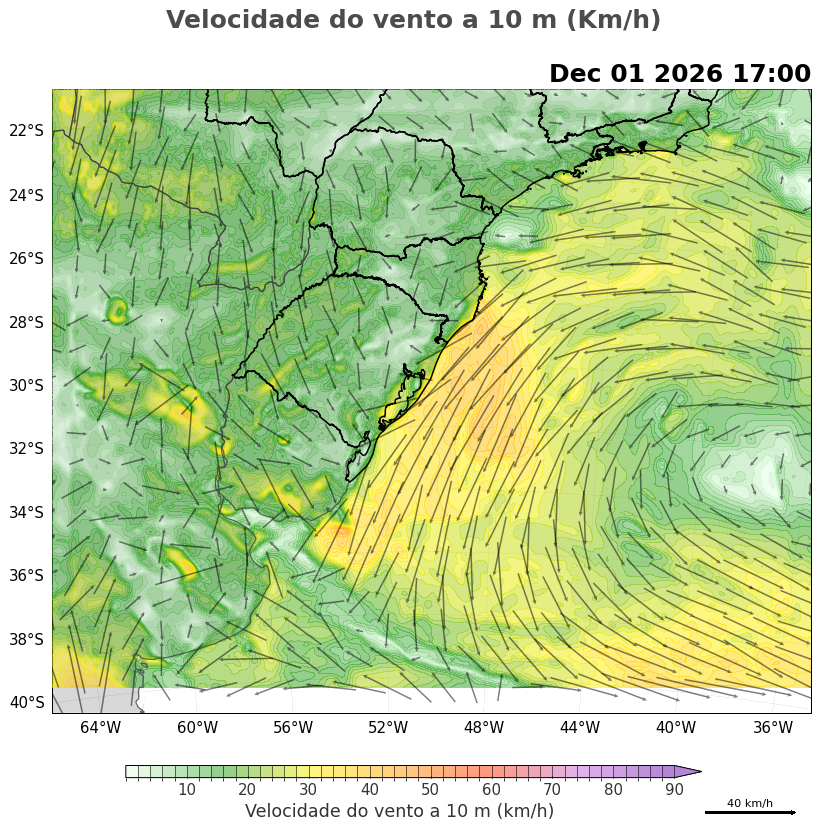 Velocidade do vento a 10 m (Km/h)
Dec 01 2026 17:00
22°S
24°S
26°S
28°S
30°S
32°S
34°S
36°S
38°S
40°S
64°W 60°W 56°W 52°W 48°W 44°W 40°W 36°W
10 20 30 40 50 60 70 80 90
Velocidade do vento a 10 m (km/h)
40 km/h